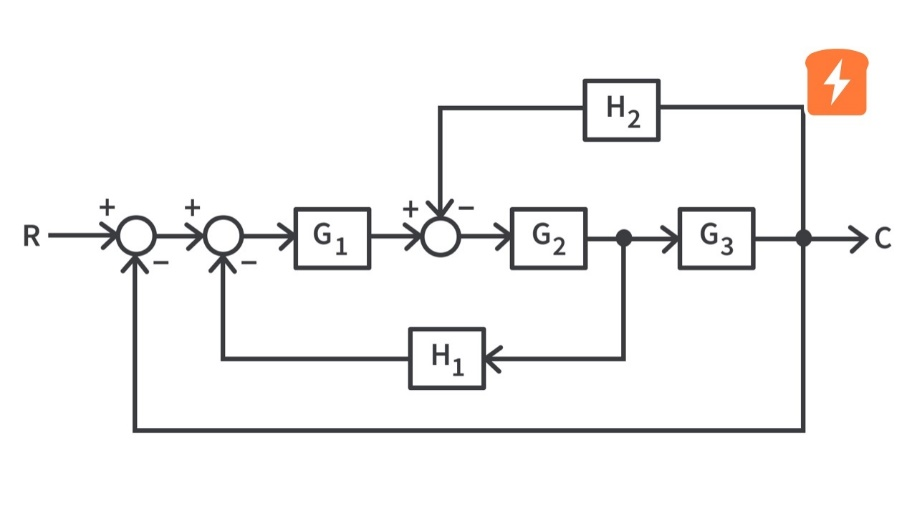 H2
+ + + −
R G1 G2 G3 C
− −
H1